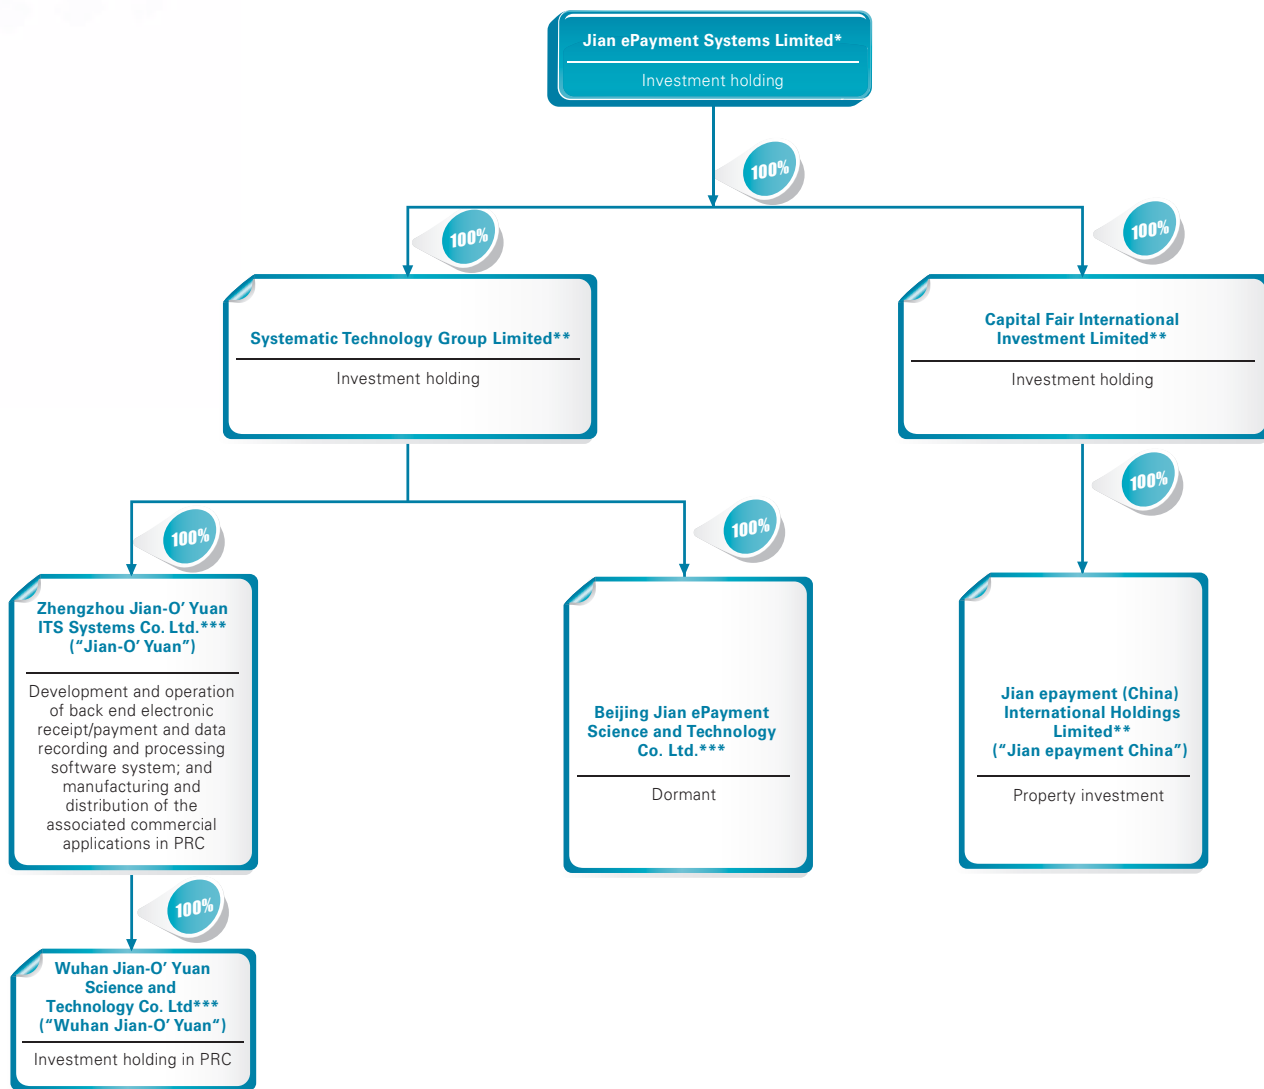 Jian ePayment Systems Limited*
Investment holding
100%
100%
100%
Systematic Technology Group Limited**
Investment holding
Capital Fair International
Investment Limited**
Investment holding
100%
100%
100%
Zhengzhou Jian-O' Yuan
ITS Systems Co. Ltd.***
(“Jian-O' Yuan”)
Development and operation
of back end electronic
receipt/payment and data
recording and processing
software system; and
manufacturing and
distribution of the
associated commercial
applications in PRC
Beijing Jian ePayment
Science and Technology
Co. Ltd.***
Dormant
Jian epayment (China)
International Holdings
Limited**
(“Jian epayment China”)
Property investment
100%
Wuhan Jian-O' Yuan
Science and
Technology Co. Ltd***
(“Wuhan Jian-O' Yuan“)
Investment holding in PRC